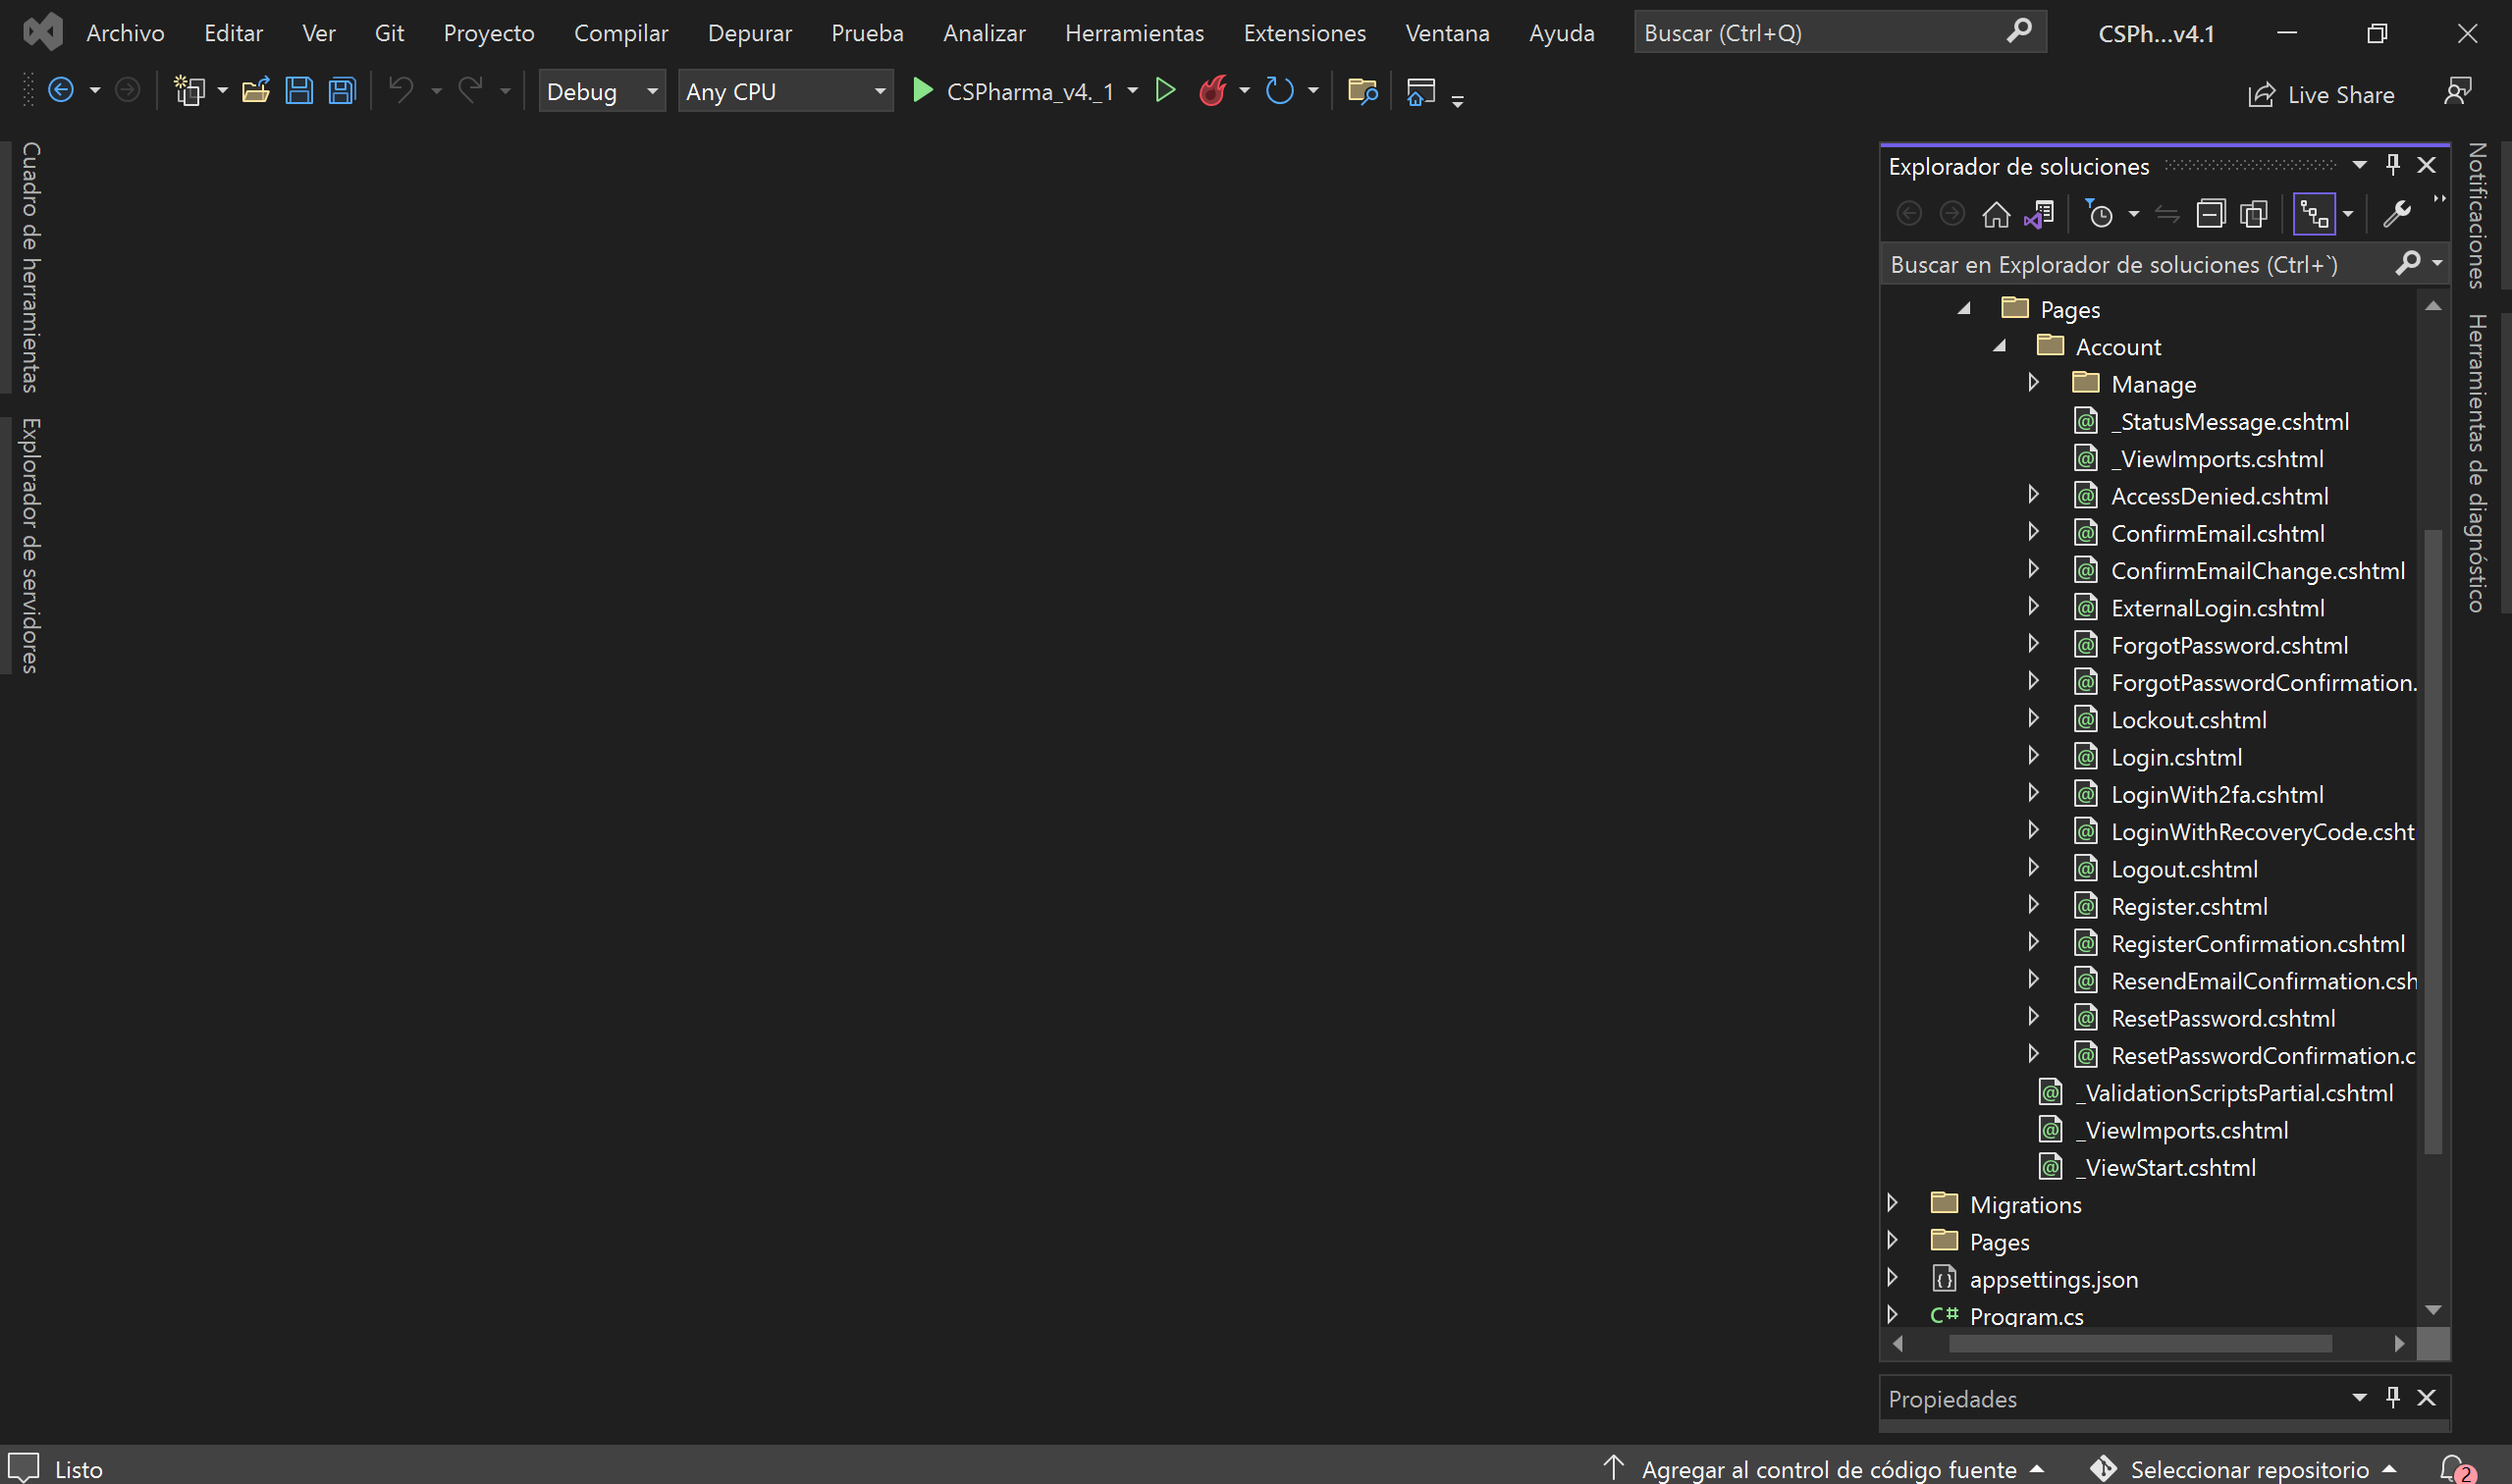 Archivo Editar Ver Git Proyecto Compilar Depurar Prueba Analizar Herramientas Extensiones Ventana Ayuda Buscar (Ctrl+Q) CSPh...v4.1
Debug Any CPU CSPharma_v4._1 Live Share
Cuadro de herramientas
Explorador de servidores
Explorador de soluciones
Buscar en Explorador de soluciones (Ctrl+`)
Pages
Account
Manage
_StatusMessage.cshtml
_ViewImports.cshtml
AccessDenied.cshtml
ConfirmEmail.cshtml
ConfirmEmailChange.cshtml
ExternalLogin.cshtml
ForgotPassword.cshtml
ForgotPasswordConfirmation.
Lockout.cshtml
Login.cshtml
LoginWith2fa.cshtml
LoginWithRecoveryCode.csht
Logout.cshtml
Register.cshtml
RegisterConfirmation.cshtml
ResendEmailConfirmation.csh
ResetPassword.cshtml
ResetPasswordConfirmation.c
_ValidationScriptsPartial.cshtml
_ViewImports.cshtml
_ViewStart.cshtml
Migrations
Pages
appsettings.json
C# Program.cs
Propiedades
Notificaciones
Herramientas de diagnóstico
Listo Agregar al control de código fuente Seleccionar repositorio 2